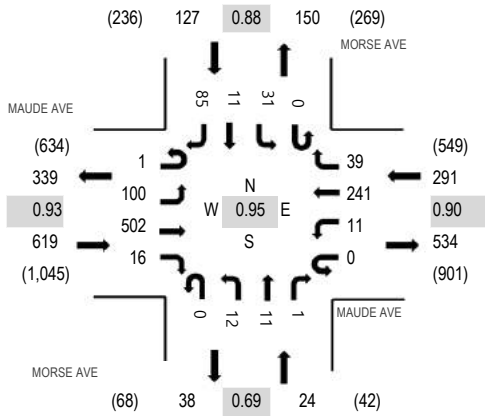 (236) 127 0.88 150 (269)
MORSE AVE
85 11 31 0
MAUDE AVE
(634) (549)
1 39
339 291
100 N 241
0.93 W 0.95 E 0.90
502 S 11
619 534
16 0
(1,045) (901)
0 12 11 1
MAUDE AVE
MORSE AVE
(68) 38 0.69 24 (42)